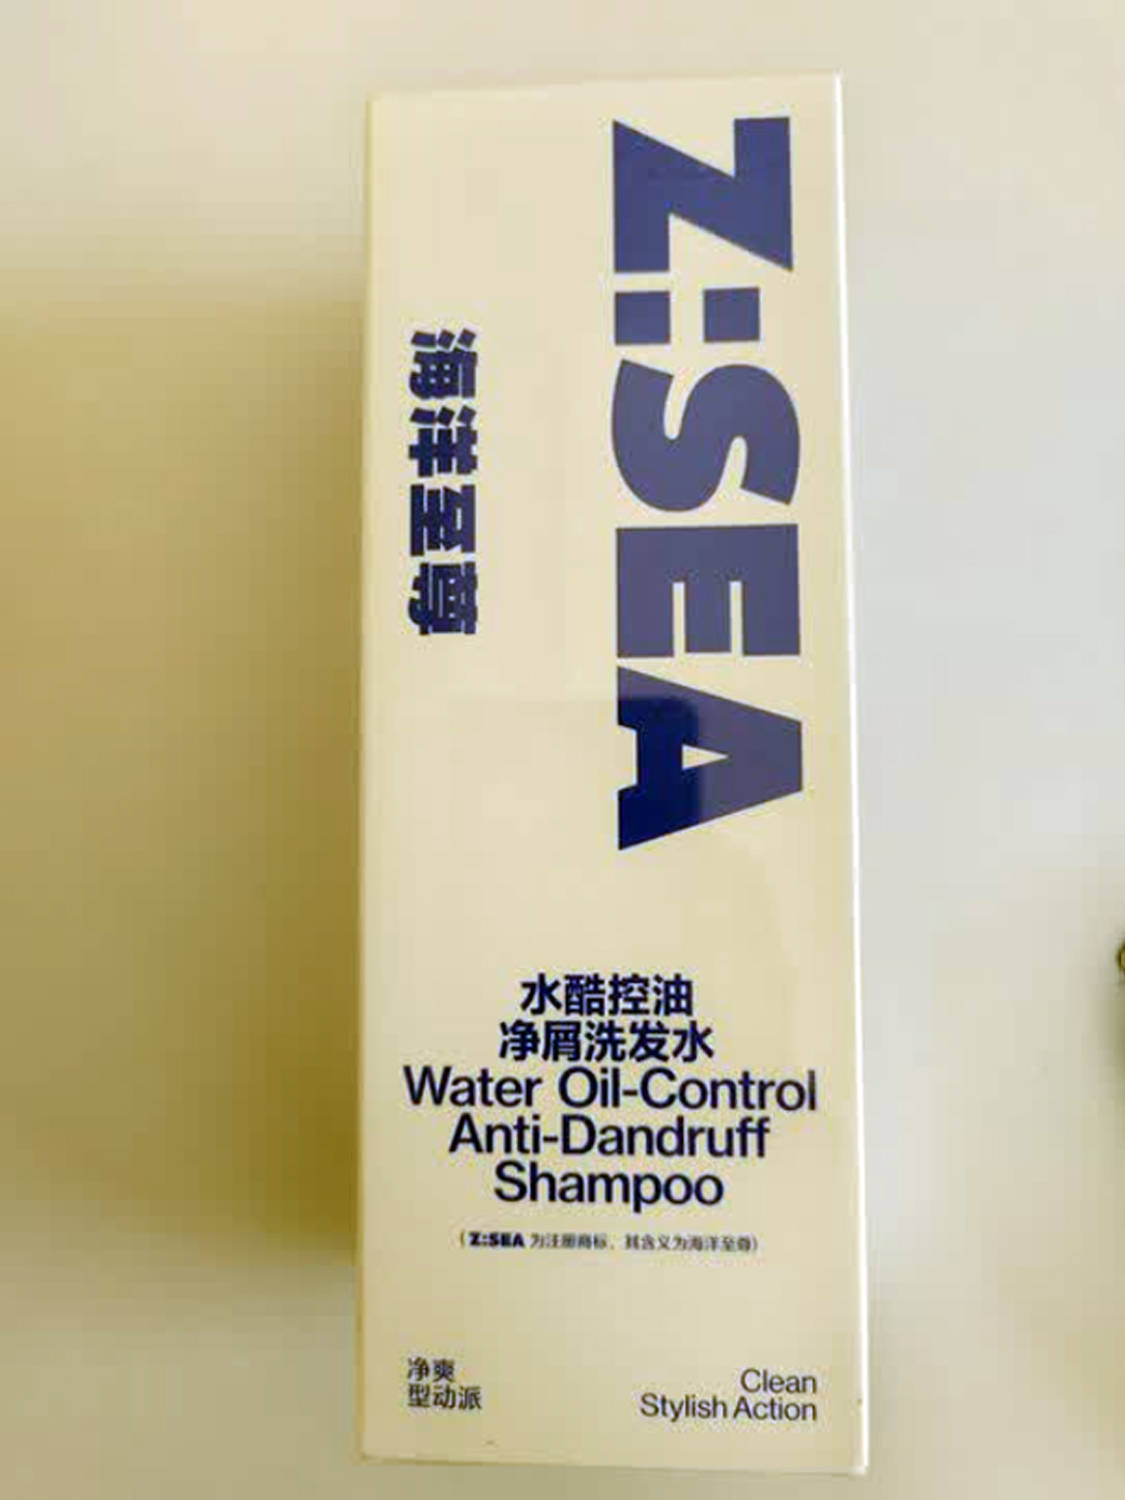 Z:SEA
海洋至尊
水酷控油
净屑洗发水
Water Oil-Control
Anti-Dandruff
Shampoo
(Z:SEA 为注册商标，其含义为海洋至尊)
净爽
型动派
Clean
Stylish Action